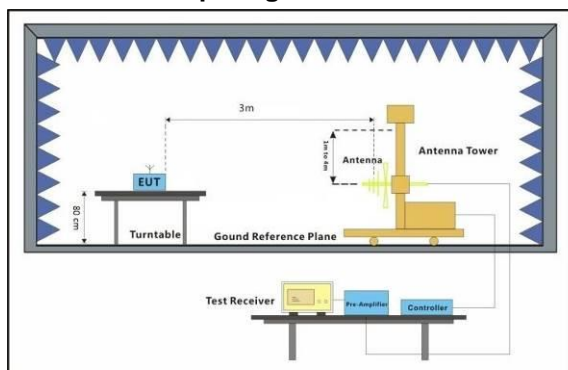 3m
1m to 4m
Antenna
Antenna Tower
EUT
80 cm
Turntable
Gound Reference Plane
Test Receiver
Pre-Amplifier
Controller